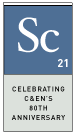 Sc
21
CELEBRATING
C&EN'S
80TH
ANNIVERSARY